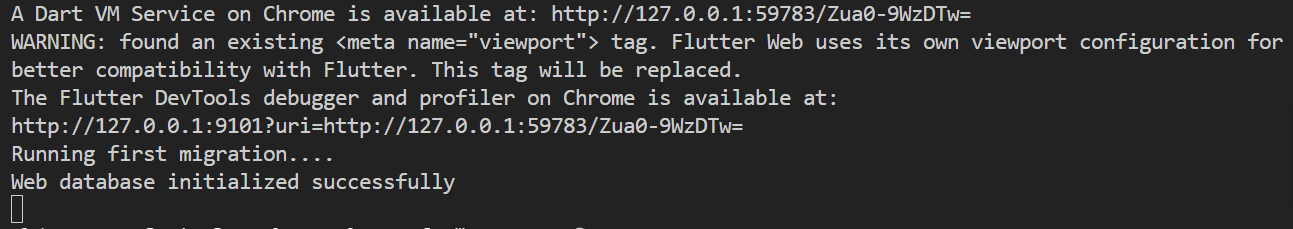 A Dart VM Service on Chrome is available at: http://127.0.0.1:59783/Zua0-9WzDTw=
WARNING: found an existing <meta name="viewport"> tag. Flutter Web uses its own viewport configuration for
better compatibility with Flutter. This tag will be replaced.
The Flutter DevTools debugger and profiler on Chrome is available at:
http://127.0.0.1:9101?uri=http://127.0.0.1:59783/Zua0-9WzDTw=
Running first migration....
Web database initialized successfully